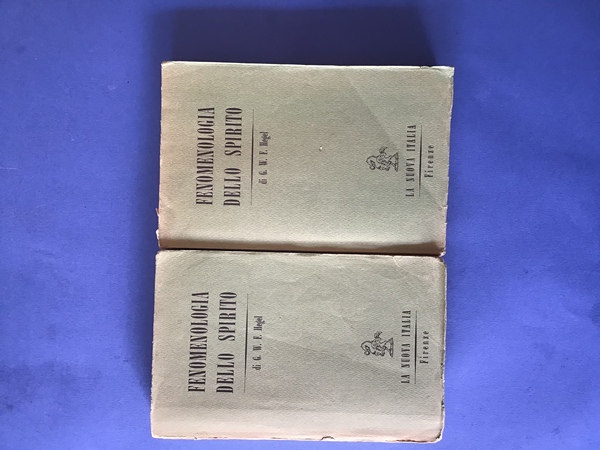 FENOMENOLOGIA
DELLO SPIRITO
di G. W. F. Hegel
LA NUOVA ITALIA
Firenze
FENOMENOLOGIA
DELLO SPIRITO
di G. W. F. Hegel
LA NUOVA ITALIA
Firenze